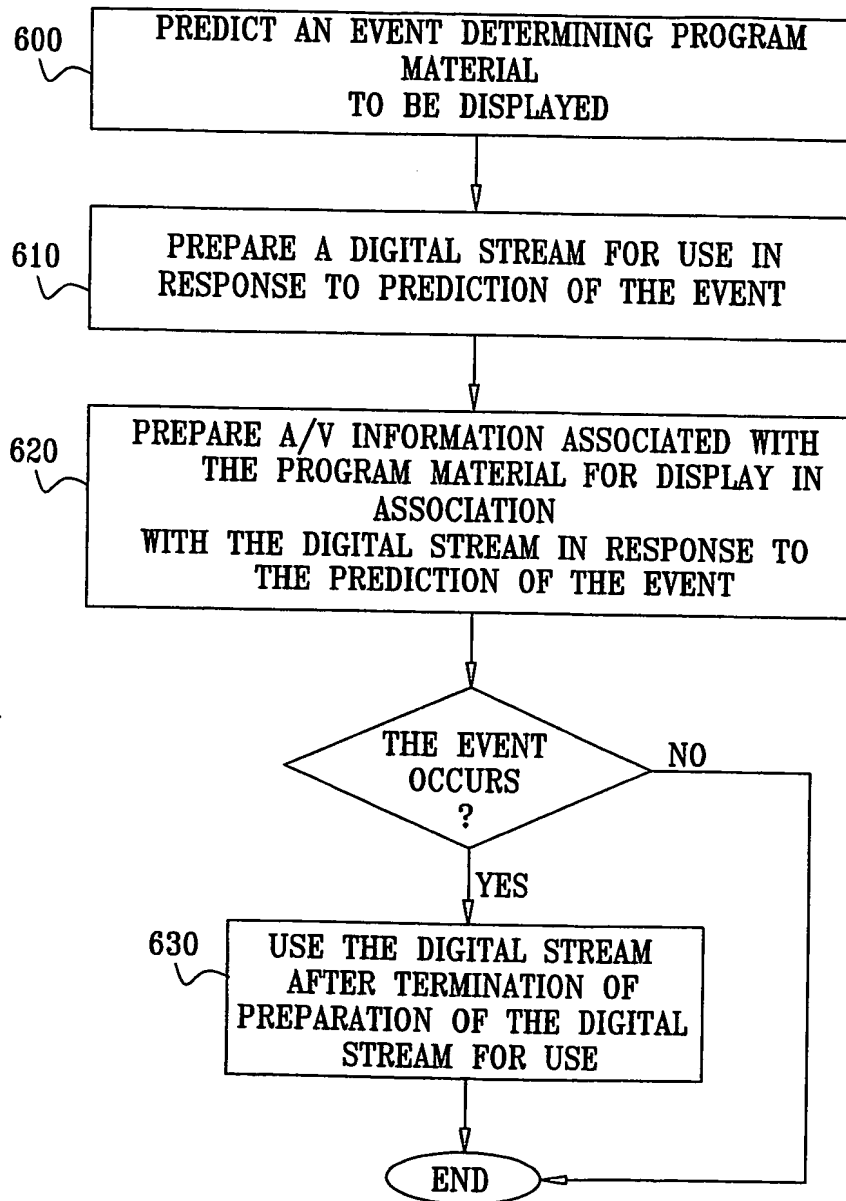 600
PREDICT AN EVENT DETERMINING PROGRAM
MATERIAL
TO BE DISPLAYED
610
PREPARE A DIGITAL STREAM FOR USE IN
RESPONSE TO PREDICTION OF THE EVENT
620
PREPARE A/V INFORMATION ASSOCIATED WITH
THE PROGRAM MATERIAL FOR DISPLAY IN
ASSOCIATION
WITH THE DIGITAL STREAM IN RESPONSE TO
THE PREDICTION OF THE EVENT
THE EVENT
OCCURS
?
NO
YES
630
USE THE DIGITAL STREAM
AFTER TERMINATION OF
PREPARATION OF THE DIGITAL
STREAM FOR USE
END